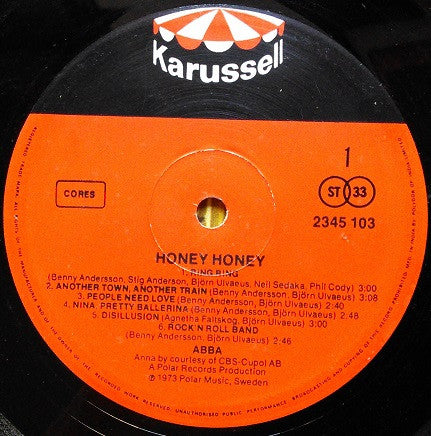 Karussell
CORES
1
ST 33
2345 103
HONEY HONEY
1. RING RING
(Benny Andersson, Stig Anderson, Björn Ulvaeus, Neil Sedaka, Phil Cody) 3:00
2. ANOTHER TOWN, ANOTHER TRAIN (Benny Andersson, Björn Ulvaeus) 3:08
3. PEOPLE NEED LOVE (Benny Andersson, Björn Ulvaeus) 2:40
4. NINA, PRETTY BALLERINA (Benny Andersson, Björn Ulvaeus) 2:48
5. DISILLUSION (Agnetha Fältskog, Björn Ulvaeus) 3:00
6. ROCK'N ROLL BAND
(Benny Andersson, Björn Ulvaeus) 2:46
ABBA
Anna by courtesy of CBS-Cupol AB
A Polar Records Production
℗ 1973 Polar Music, Sweden